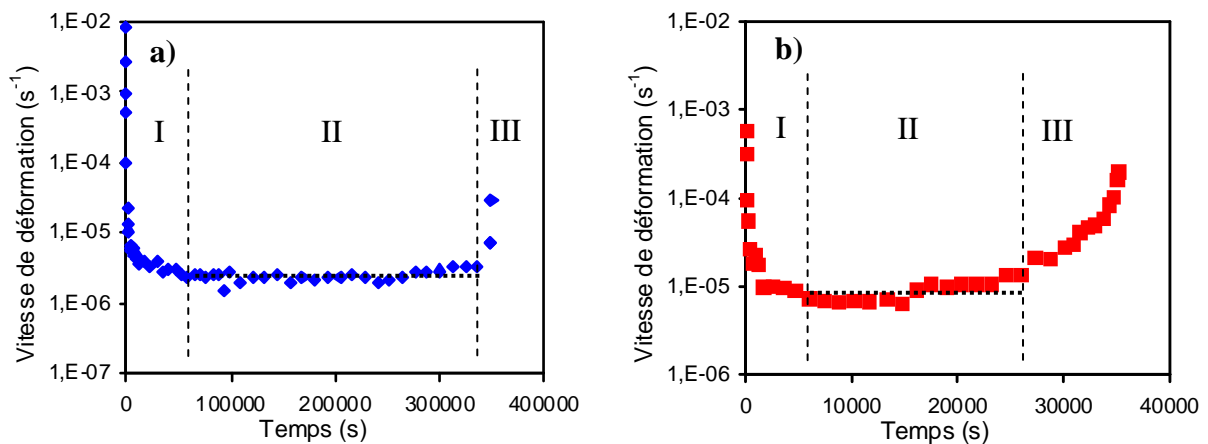 a)
Vitesse de déformation (s⁻¹)
1,E-02
1,E-03
1,E-04
1,E-05
1,E-06
1,E-07
I
II
III
0
100000
200000
300000
400000
Temps (s)
b)
Vitesse de déformation (s⁻¹)
1,E-02
1,E-03
1,E-04
1,E-05
1,E-06
I
II
III
0
10000
20000
30000
40000
Temps (s)